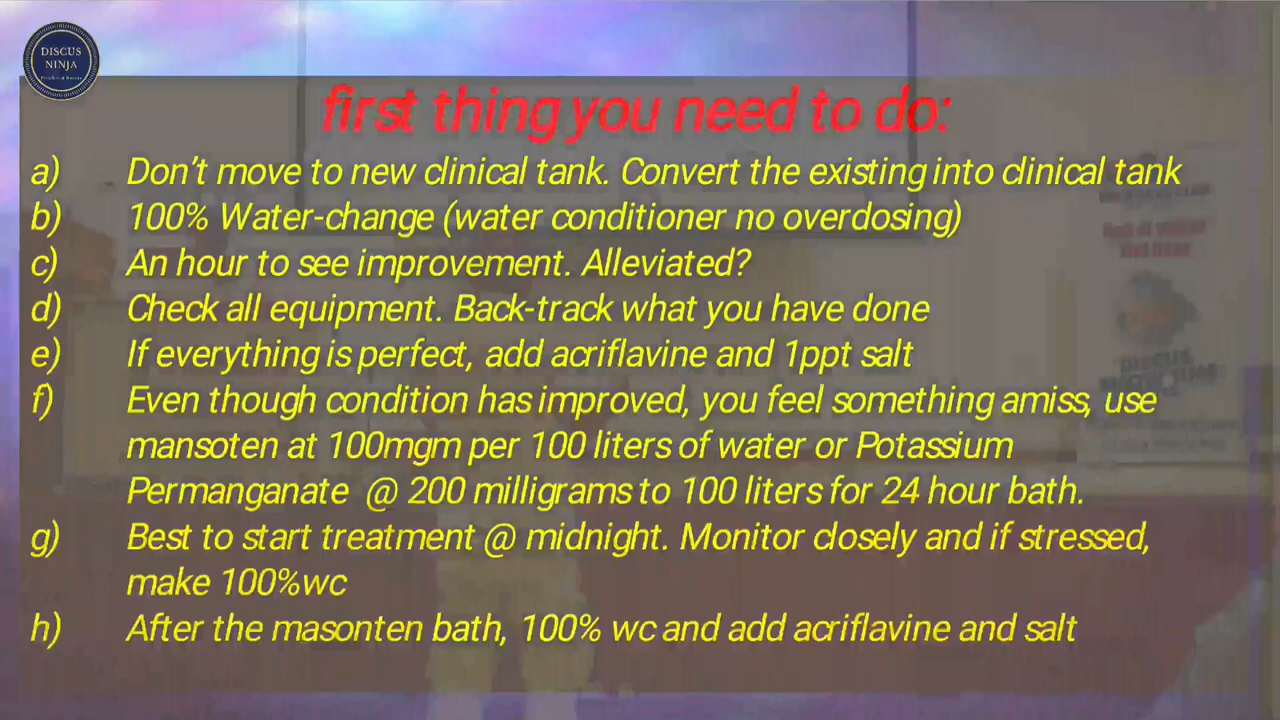 DISCUS
NINJA
first thing you need to do:
a) Don't move to new clinical tank. Convert the existing into clinical tank
b) 100% Water-change (water conditioner no overdosing)
c) An hour to see improvement. Alleviated?
d) Check all equipment. Back-track what you have done
e) If everything is perfect, add acriflavine and 1ppt salt
f) Even though condition has improved, you feel something amiss, use
mansoten at 100mgm per 100 liters of water or Potassium
Permanganate @ 200 milligrams to 100 liters for 24 hour bath.
g) Best to start treatment @ midnight. Monitor closely and if stressed,
make 100%wc
h) After the masonten bath, 100% wc and add acriflavine and salt
DISCUS